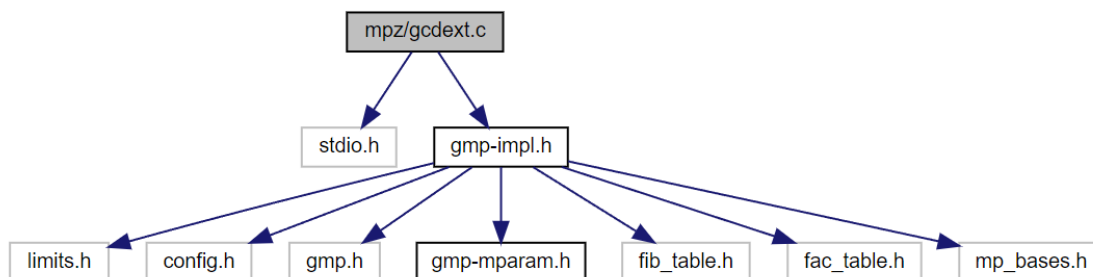 mpz/gcdext.c
stdio.h
gmp-impl.h
limits.h
config.h
gmp.h
gmp-mparam.h
fib_table.h
fac_table.h
mp_bases.h